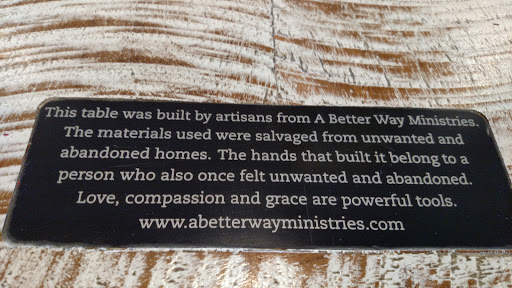 This table was built by artisans from A Better Way Ministries.
The materials used were salvaged from unwanted and
abandoned homes. The hands that built it belong to a
person who also once felt unwanted and abandoned.
Love, compassion and grace are powerful tools.
www.abetterwayministries.com